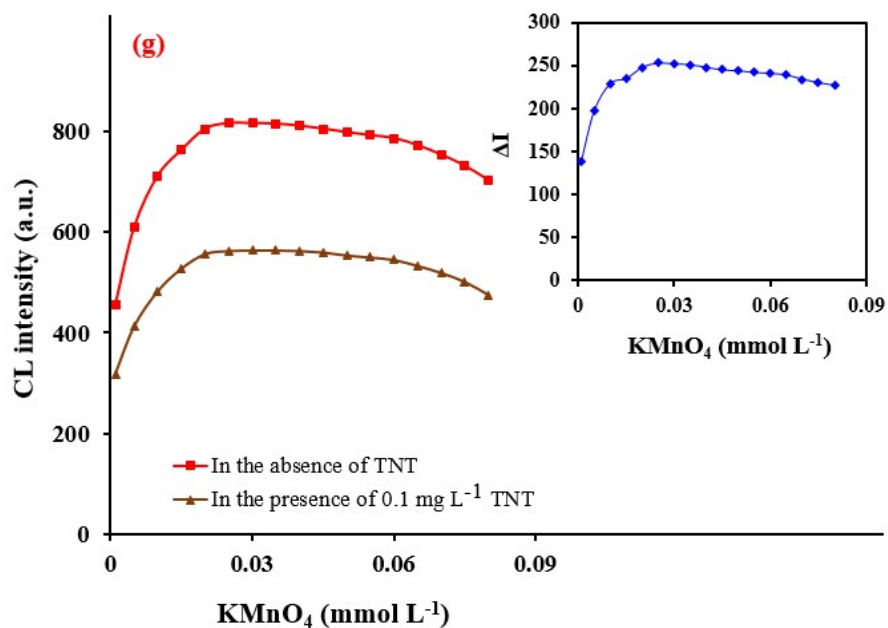 (g)
CL intensity (a.u.)
800
600
400
200
0
0 0.03 0.06 0.09
KMnO₄ (mmol L⁻¹)
In the absence of TNT
In the presence of 0.1 mg L⁻¹ TNT
ΔI
300
250
200
150
100
50
0
0 0.03 0.06 0.09
KMnO₄ (mmol L⁻¹)